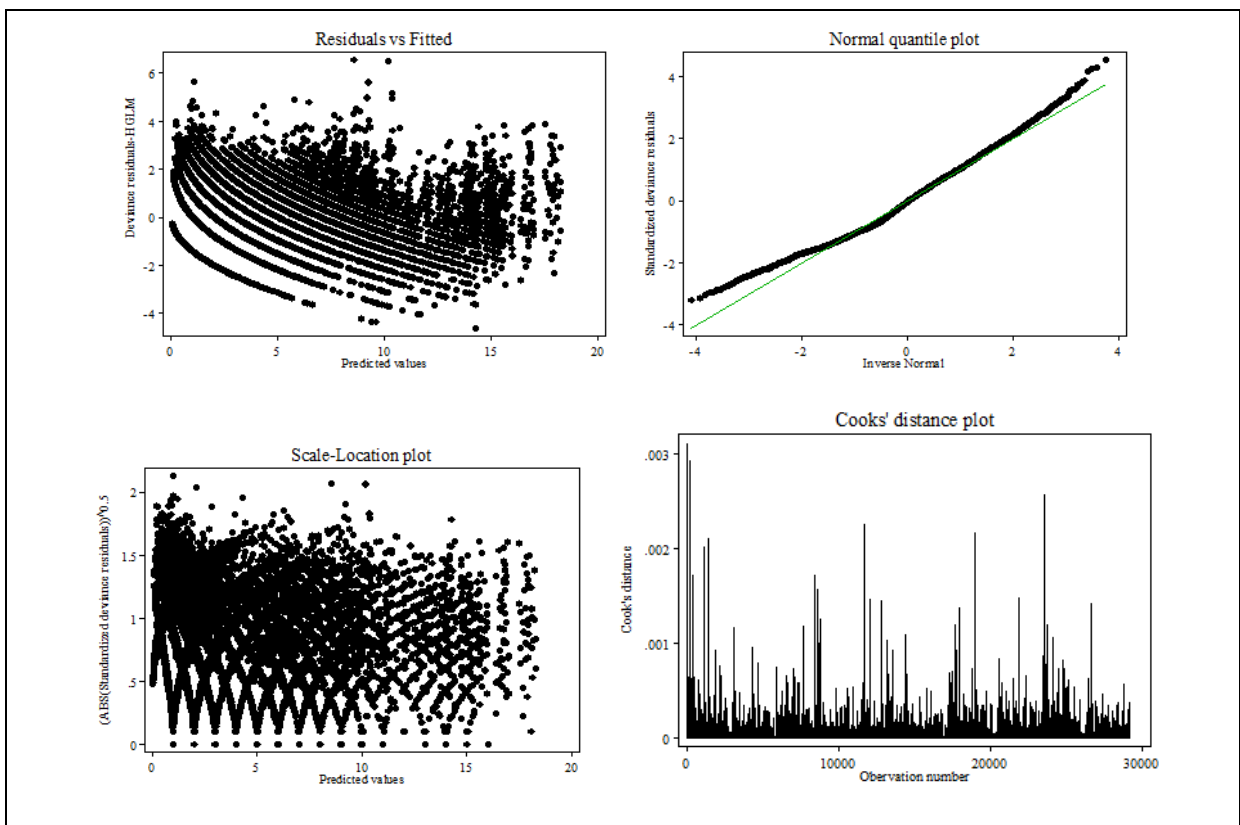 Residuals vs Fitted
Deviance residuals-HGLM
6
4
2
0
-2
-4
0 5 10 15 20
Predicted values
Normal quantile plot
Standardized deviance residuals
4
2
0
-2
-4
-4 -2 0 2 4
Inverse Normal
Scale-Location plot
(ABS(Standardized deviance residuals))^0.5
2
1.5
1
.5
0
0 5 10 15 20
Predicted values
Cooks' distance plot
Cook's distance
.003
.002
.001
0
0 10000 20000 30000
Obervation number